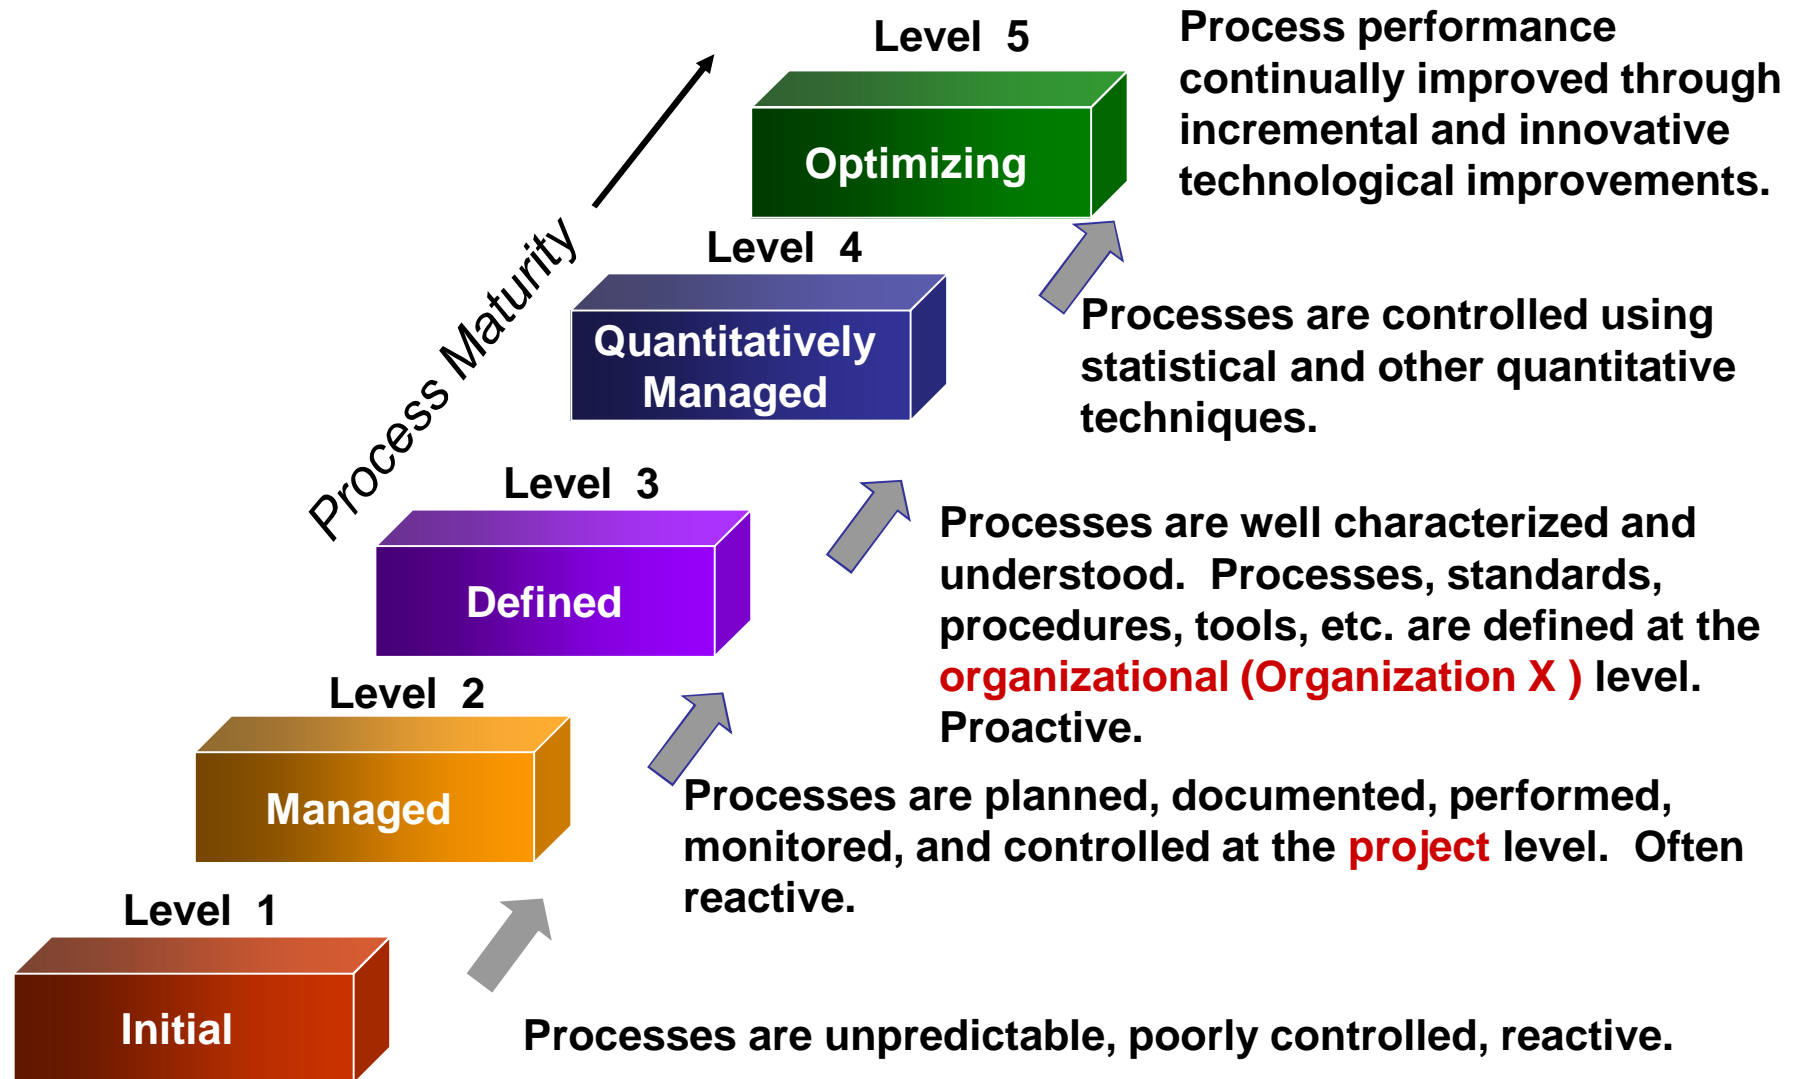 Level 5
Process performance
continually improved through
incremental and innovative
technological improvements.
Optimizing
Process Maturity
Level 4
Quantitatively
Managed
Processes are controlled using
statistical and other quantitative
techniques.
Level 3
Defined
Processes are well characterized and
understood. Processes, standards,
procedures, tools, etc. are defined at the
organizational (Organization X ) level.
Proactive.
Level 2
Managed
Processes are planned, documented, performed,
monitored, and controlled at the project level. Often
reactive.
Level 1
Initial
Processes are unpredictable, poorly controlled, reactive.